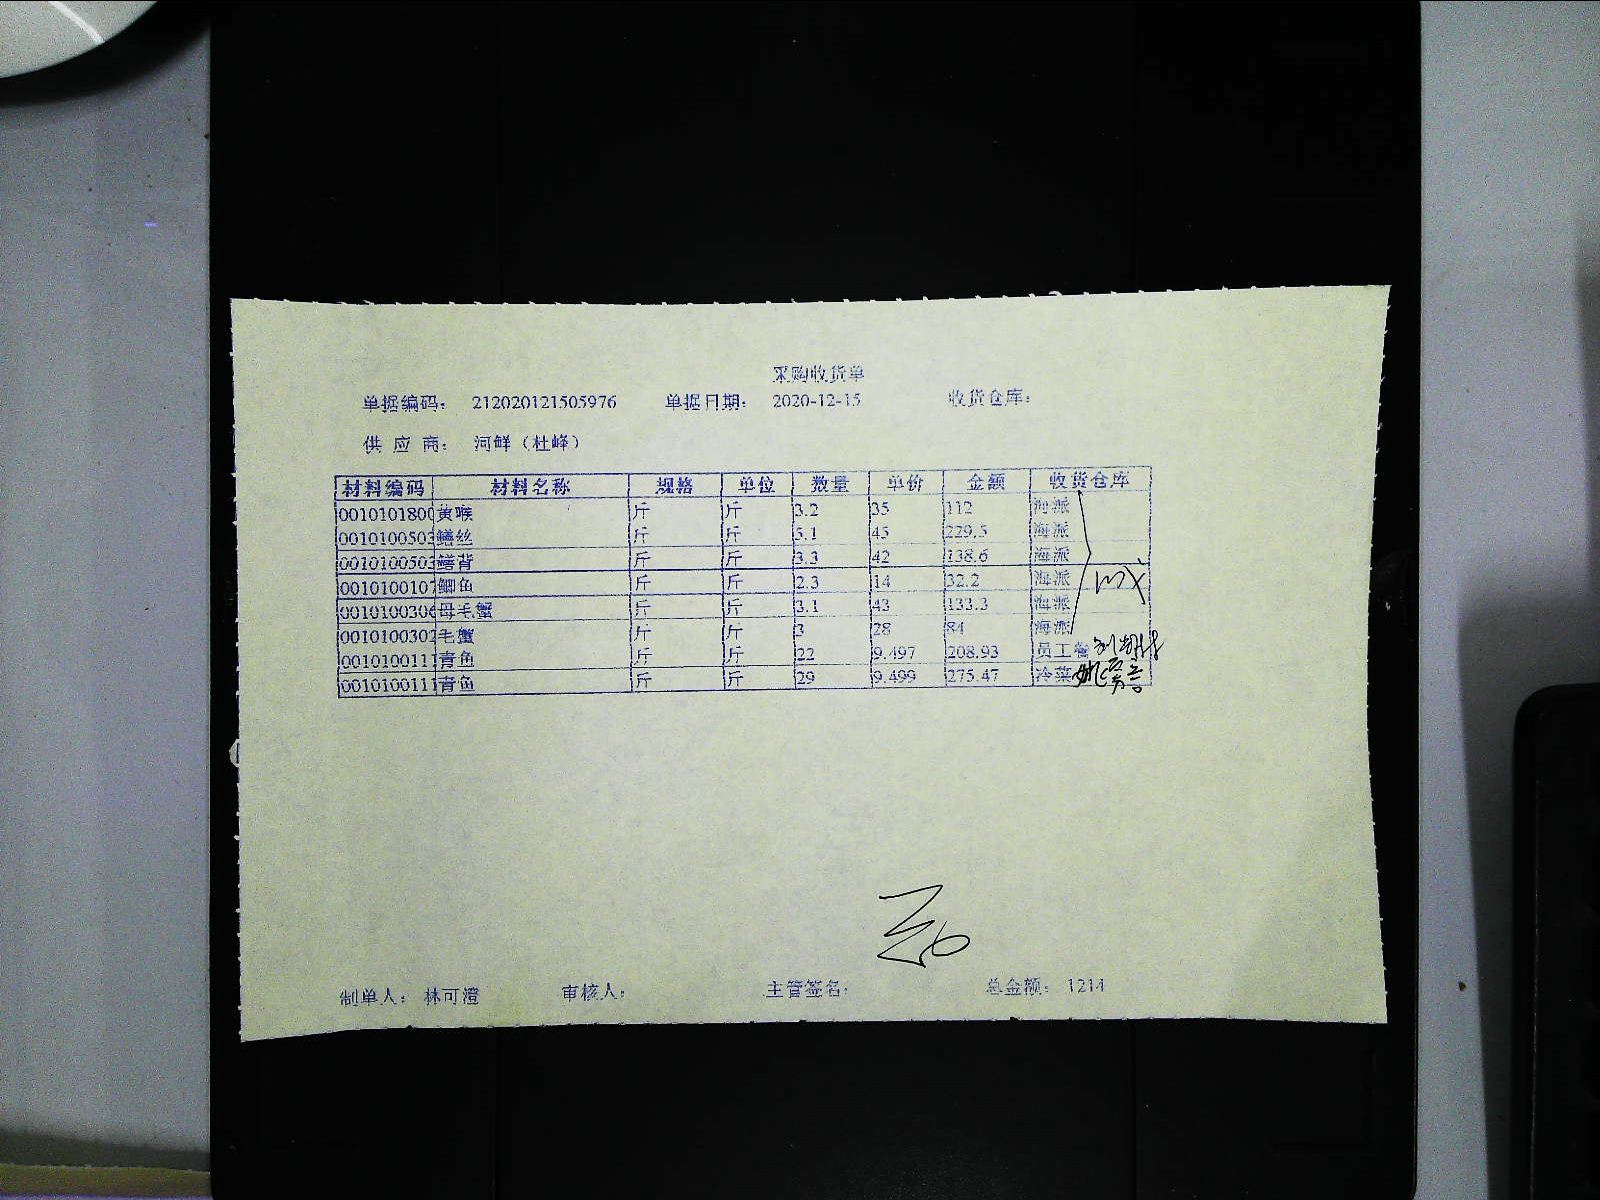 采购收货单
单据编码: 212020121505976 单据日期: 2020-12-15 收货仓库:
供应商: 河鲜（杜峰）
材料编码 材料名称 规格 单位 数量 单价 金额 收货仓库
0010101800 黄喉 斤 斤 3.2 35 112 海派
0010100503 鳝丝 斤 斤 5.1 45 229.5 海派
0010100503 鳝背 斤 斤 3.3 42 138.6 海派
0010100107 鲫鱼 斤 斤 2.3 14 32.2 海派
0010100306 母毛蟹 斤 斤 3.1 43 133.3 海派
0010100302 毛蟹 斤 斤 3 28 84 海派
0010100111 青鱼 斤 斤 22 9.497 208.93 员工餐
0010100111 青鱼 斤 斤 29 9.499 275.47 冷菜
制单人: 林可澄 审核人: 主管签名: 总金额: 1214